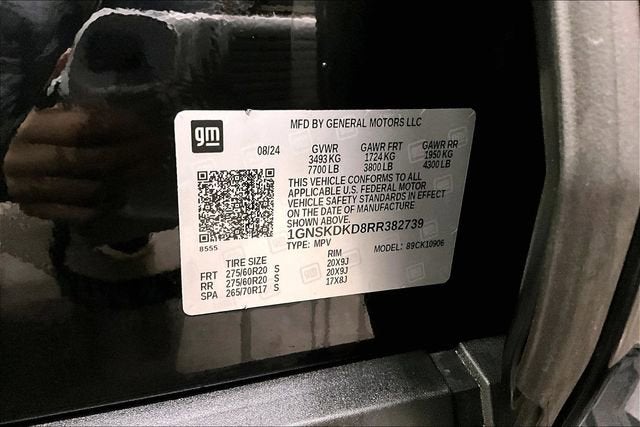 gm
MFD BY GENERAL MOTORS LLC
08/24 GVWR GAWR FRT GAWR RR
3493 KG 1724 KG 1950 KG
7700 LB 3800 LB 4300 LB
THIS VEHICLE CONFORMS TO ALL
APPLICABLE U.S. FEDERAL MOTOR
VEHICLE SAFETY STANDARDS IN EFFECT
ON THE DATE OF MANUFACTURE
SHOWN ABOVE.
1GNSKDKD8RR382739
8555
TYPE: MPV MODEL: 89CK10906
TIRE SIZE RIM
FRT 275/60R20 S 20X9J
RR 275/60R20 S 20X9J
SPA 265/70R17 S 17X8J